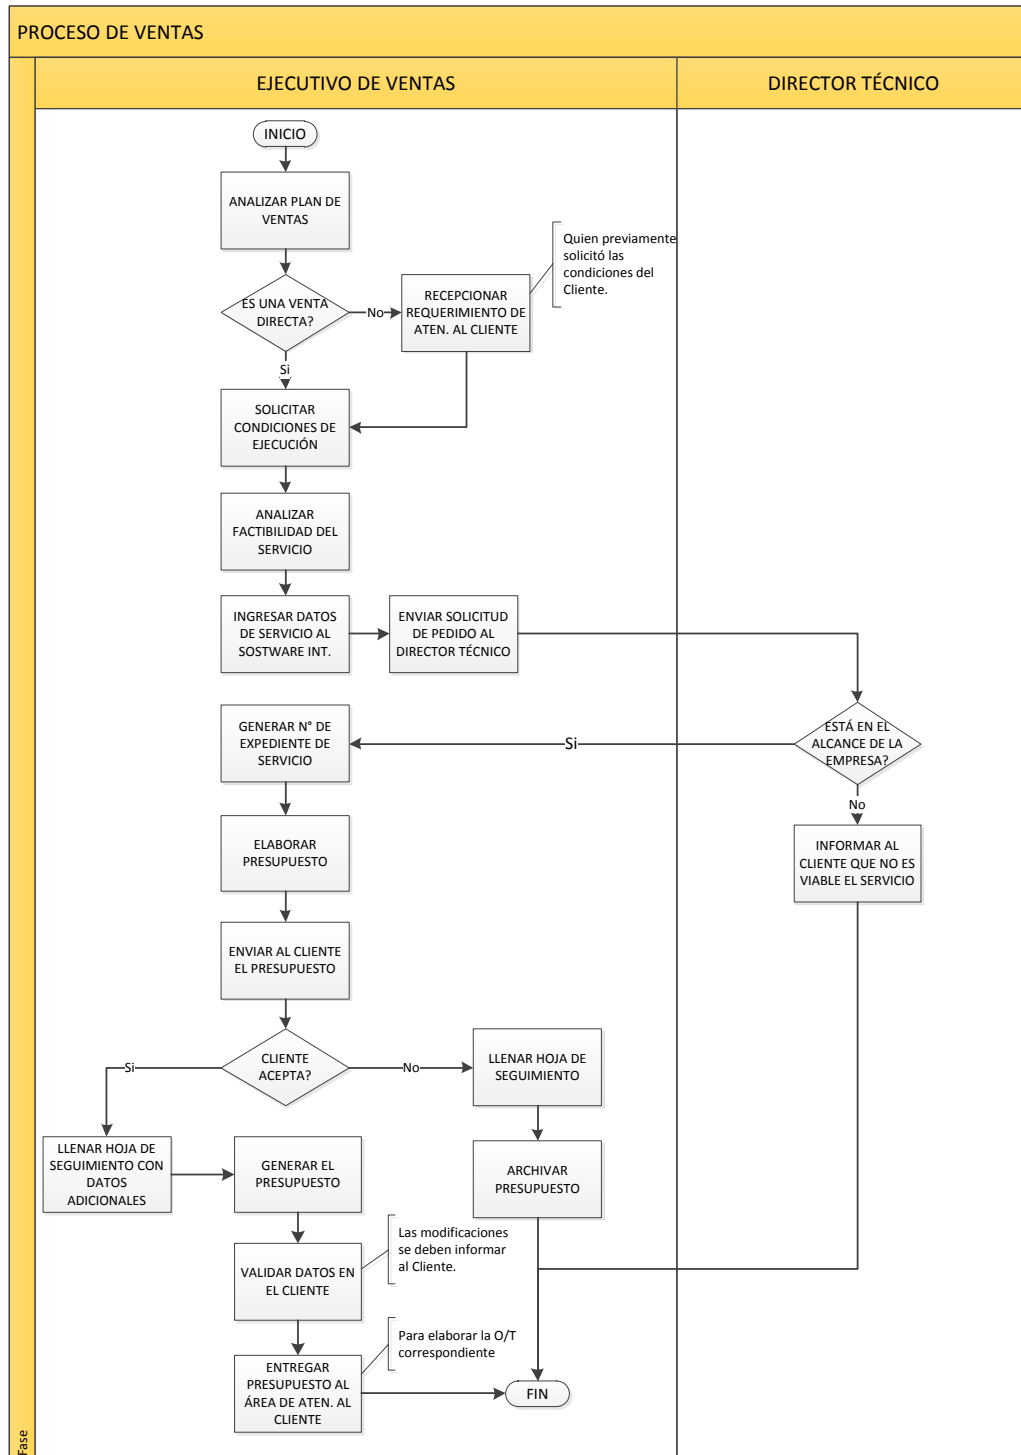 PROCESO DE VENTAS
EJECUTIVO DE VENTAS
DIRECTOR TÉCNICO
INICIO
ANALIZAR PLAN DE
VENTAS
Quien previamente
solicitó las
condiciones del
Cliente.
ES UNA VENTA
DIRECTA?
No
RECEPCIONAR
REQUERIMIENTO DE
ATEN. AL CLIENTE
Si
SOLICITAR
CONDICIONES DE
EJECUCIÓN
ANALIZAR
FACTIBILIDAD DEL
SERVICIO
INGRESAR DATOS
DE SERVICIO AL
SOSTWARE INT.
ENVIAR SOLICITUD
DE PEDIDO AL
DIRECTOR TÉCNICO
ESTÁ EN EL
ALCANCE DE LA
EMPRESA?
Si
GENERAR N° DE
EXPEDIENTE DE
SERVICIO
No
INFORMAR AL
CLIENTE QUE NO ES
VIABLE EL SERVICIO
ELABORAR
PRESUPUESTO
ENVIAR AL CLIENTE
EL PRESUPUESTO
CLIENTE
ACEPTA?
Si
No
LLENAR HOJA DE
SEGUIMIENTO
LLENAR HOJA DE
SEGUIMIENTO CON
DATOS
ADICIONALES
GENERAR EL
PRESUPUESTO
ARCHIVAR
PRESUPUESTO
Las modificaciones
se deben informar
al Cliente.
VALIDAR DATOS EN
EL CLIENTE
Para elaborar la O/T
correspondiente
ENTREGAR
PRESUPUESTO AL
ÁREA DE ATEN. AL
CLIENTE
FIN
Fase